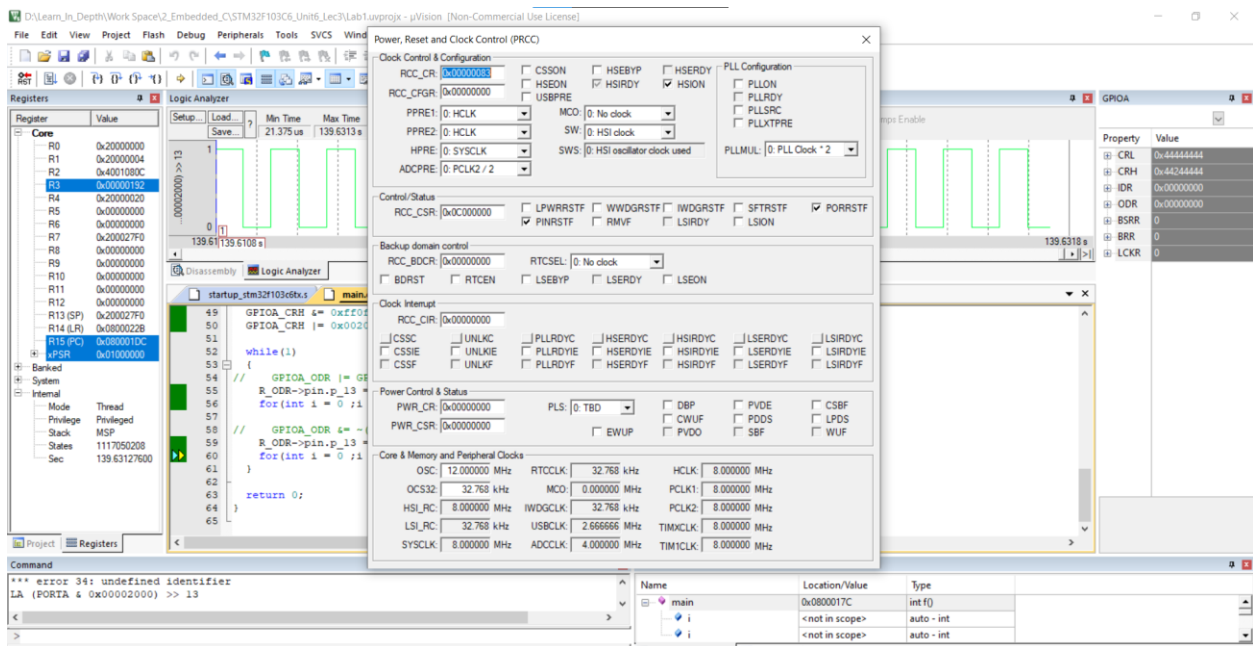 D:\Learn_In_Depth\Work Space\2_Embedded_C\STM32F103C6_Unit6_Lec3\Lab1.uvprojx - µVision [Non-Commercial Use License]
File Edit View Project Flash Debug Peripherals Tools SVCS
Registers
Register Value
Core
R0 0x20000000
R1 0x20000004
R2 0x4001080C
R3 0x00000192
R4 0x20000020
R5 0x00000000
R6 0x00000000
R7 0x200027F0
R8 0x00000000
R9 0x00000000
R10 0x00000000
R11 0x00000000
R12 0x00000000
R13 (SP) 0x200027F0
R14 (LR) 0x0800022B
R15 (PC) 0x080001DC
xPSR 0x01000000
Banked
System
Internal
Mode Thread
Privilege Privileged
Stack MSP
States 1117050208
Sec 139.63127600
Project Registers
Logic Analyzer
Setup... Load... Min Time Max Time
Save... ? 21.375 us 139.6313 s
...00002000) >> 13
1
0
1
139.61 139.6108 s
139.6318 s
Disassembly Logic Analyzer
startup_stm32f103c6tx.s
49 GPIOA_CRH &= 0xff0f
50 GPIOA_CRH |= 0x0020
51
52 while(1)
53 {
54 // GPIOA_ODR |= GP
55 R_ODR->pin.p_13 =
56 for(int i = 0 ;i
57
58 // GPIOA_ODR &= ~(
59 R_ODR->pin.p_13 =
60 for(int i = 0 ;i
61 }
62
63 return 0;
64 }
65
Power, Reset and Clock Control (PRCC)
Clock Control & Configuration
RCC_CR: 0x00000083 CSSON HSEBYP HSERDY
HSEON HSIRDY HSION
RCC_CFGR: 0x00000000 USBPRE
PPRE1: 0: HCLK MCO: 0: No clock
PPRE2: 0: HCLK SW: 0: HSI clock
HPRE: 0: SYSCLK SWS: 0: HSI oscillator clock used
ADCPRE: 0: PCLK2 / 2
PLL Configuration
PLLON
PLLRDY
PLLSRC
PLLXTPRE
PLLMUL: 0: PLL Clock * 2
Control/Status
RCC_CSR: 0x0C000000 LPWRRSTF WWDGRSTF IWDGRSTF SFTRSTF PORRSTF
PINRSTF RMVF LSIRDY LSION
Backup domain control
RCC_BDCR: 0x00000000 RTCSEL: 0: No clock
BDRST RTCEN LSEBYP LSERDY LSEON
Clock Interrupt
RCC_CIR: 0x00000000
CSSC UNLKC PLLRDYC HSERDYC HSIRDYC LSERDYC LSIRDYC
CSSIE UNLKIE PLLRDYIE HSERDYIE HSIRDYIE LSERDYIE LSIRDYIE
CSSF UNLKF PLLRDYF HSERDYF HSIRDYF LSERDYF LSIRDYF
Power Control & Status
PWR_CR: 0x00000000 PLS: 0: TBD DBP PVDE CSBF
CWUF PDDS LPDS
PWR_CSR: 0x00000000 EWUP PVDO SBF WUF
Core & Memory and Peripheral Clocks
OSC: 12.000000 MHz RTCCLK: 32.768 kHz HCLK: 8.000000 MHz
OCS32: 32.768 kHz MCO: 0.000000 MHz PCLK1: 8.000000 MHz
HSI_RC: 8.000000 MHz IWDGCLK: 32.768 kHz PCLK2: 8.000000 MHz
LSI_RC: 32.768 kHz USBCLK: 2.666666 MHz TIMXCLK: 8.000000 MHz
SYSCLK: 8.000000 MHz ADCCLK: 4.000000 MHz TIM1CLK: 8.000000 MHz
Enable
GPIOA
Property Value
CRL 0x44444444
CRH 0x44244444
IDR 0x00000000
ODR 0x00000000
BSRR 0
BRR 0
LCKR 0
Command
*** error 34: undefined identifier
LA (PORTA & 0x00002000) >> 13
>
Name Location/Value Type
main 0x0800017C int f()
i <not in scope> auto - int
i <not in scope> auto - int